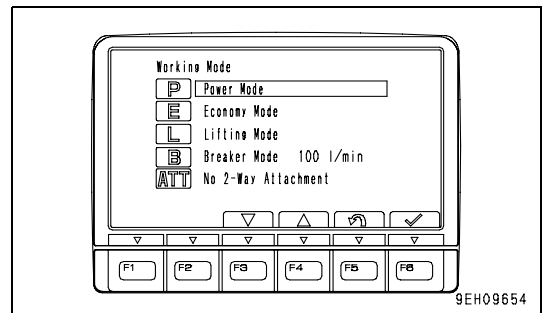 Working Mode
P Power Mode
E Economy Mode
L Lifting Mode
B Breaker Mode 100 l/min
ATT No 2-Way Attachment
F1 F2 F3 F4 F5 F6
9EH09654